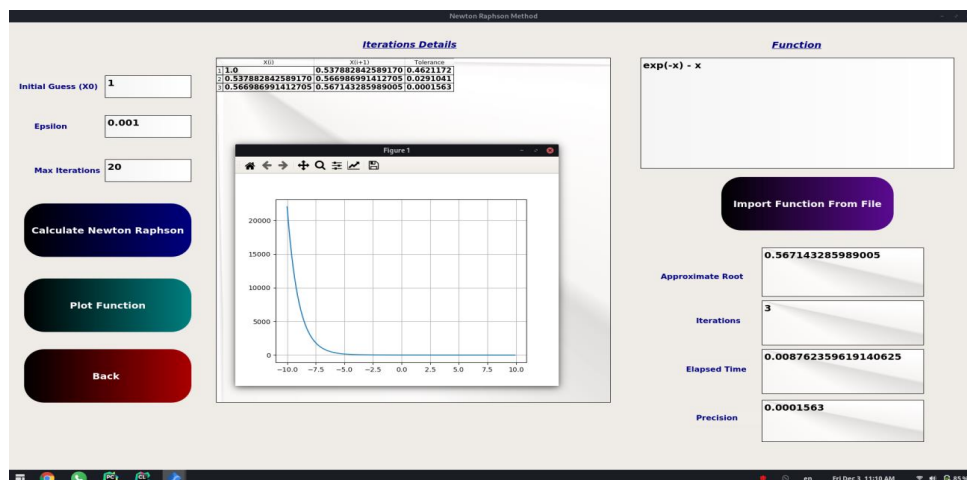 Newton Raphson Method
Iterations Details
Function
X(i) X(i+1) Tolerance
1 1.0 0.537882842589170 0.4621172
2 0.537882842589170 0.566986991412705 0.0291041
3 0.566986991412705 0.567143285989005 0.0001563
Initial Guess (X0) 1
Epsilon 0.001
Max Iterations 20
Calculate Newton Raphson
Plot Function
Back
Figure 1
20000
15000
10000
5000
0
−10.0 −7.5 −5.0 −2.5 0.0 2.5 5.0 7.5 10.0
exp(-x) - x
Import Function From File
Approximate Root 0.567143285989005
Iterations 3
Elapsed Time 0.008762359619140625
Precision 0.0001563
PC CL
en Fri Dec 3, 11:10 AM 85%